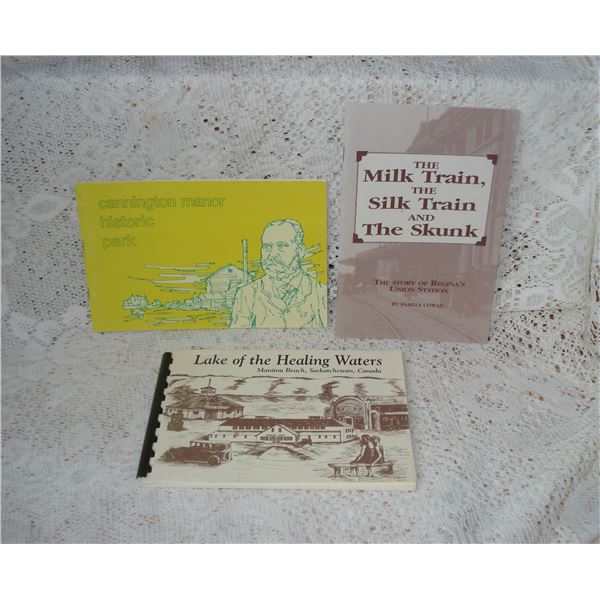 cannington manor
historic
park
THE
MILK TRAIN,
THE
SILK TRAIN
AND
THE SKUNK
THE STORY OF REGINA'S
UNION STATION
BY PAMELA COWAN
Lake of the Healing Waters
Manitou Beach, Saskatchewan, Canada